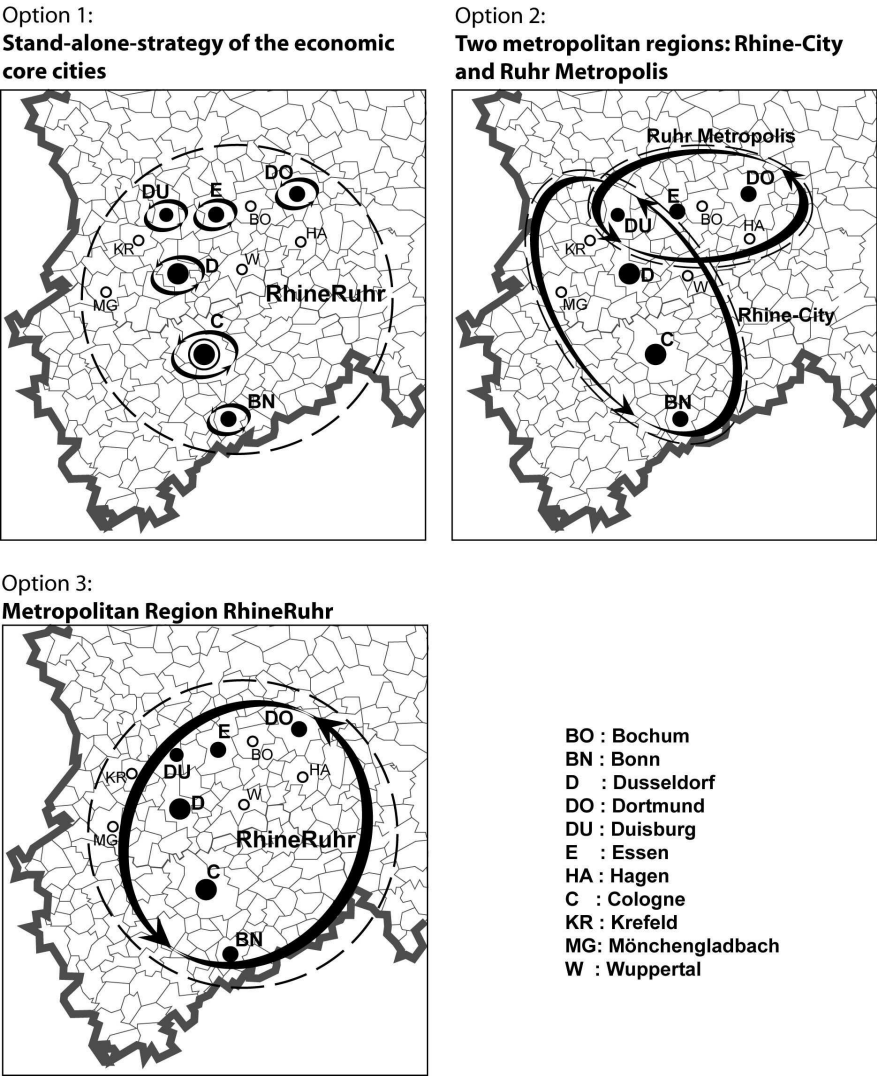 Option 1:
Stand-alone-strategy of the economic
core cities
DO
DU
E
BO
HA
KR
D
W
MG
RhineRuhr
C
BN
Option 2:
Two metropolitan regions: Rhine-City
and Ruhr Metropolis
Ruhr Metropolis
DO
E
BO
DU
HA
KR
D
W
MG
Rhine-City
C
BN
Option 3:
Metropolitan Region RhineRuhr
DO
E
BO
DU
KR
HA
D
W
MG
RhineRuhr
C
BN
BO : Bochum
BN : Bonn
D : Dusseldorf
DO : Dortmund
DU : Duisburg
E : Essen
HA : Hagen
C : Cologne
KR : Krefeld
MG: Mönchengladbach
W : Wuppertal